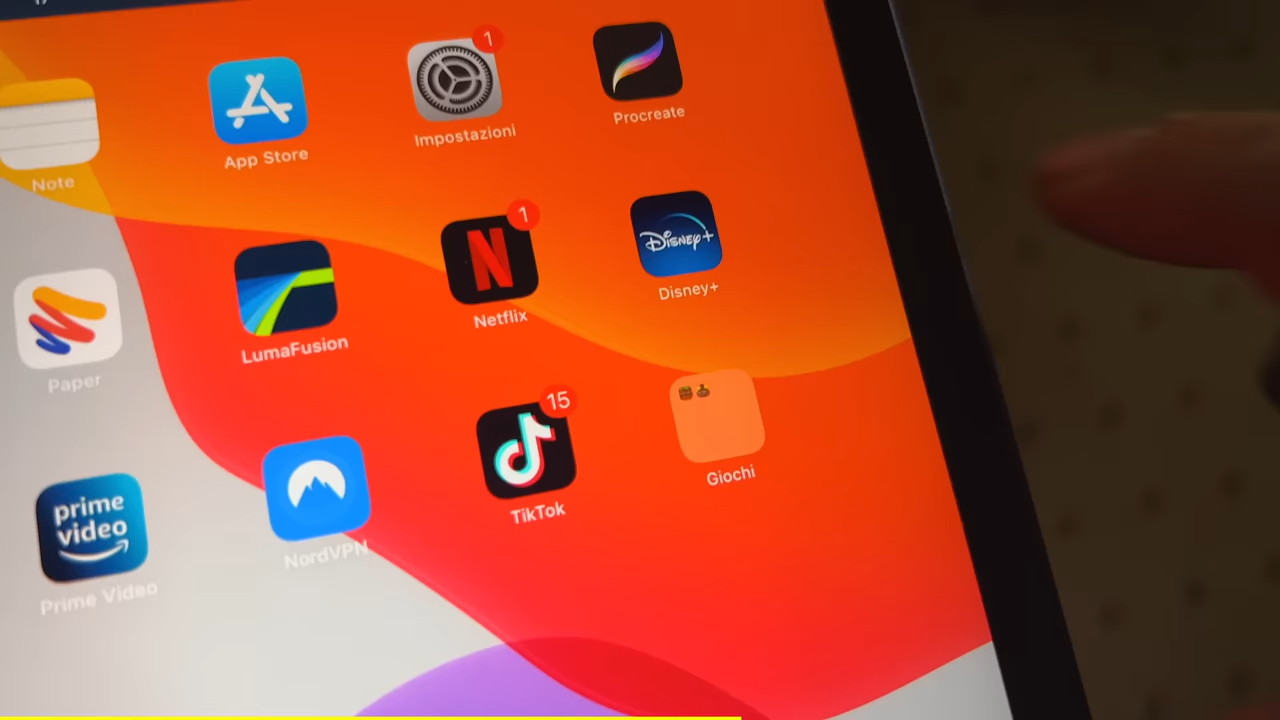 1
Note
App Store
Impostazioni
Procreate
1
DISNEY+
Paper
LumaFusion
N
Netflix
Disney+
15
prime
video
Prime Video
NordVPN
TikTok
Giochi